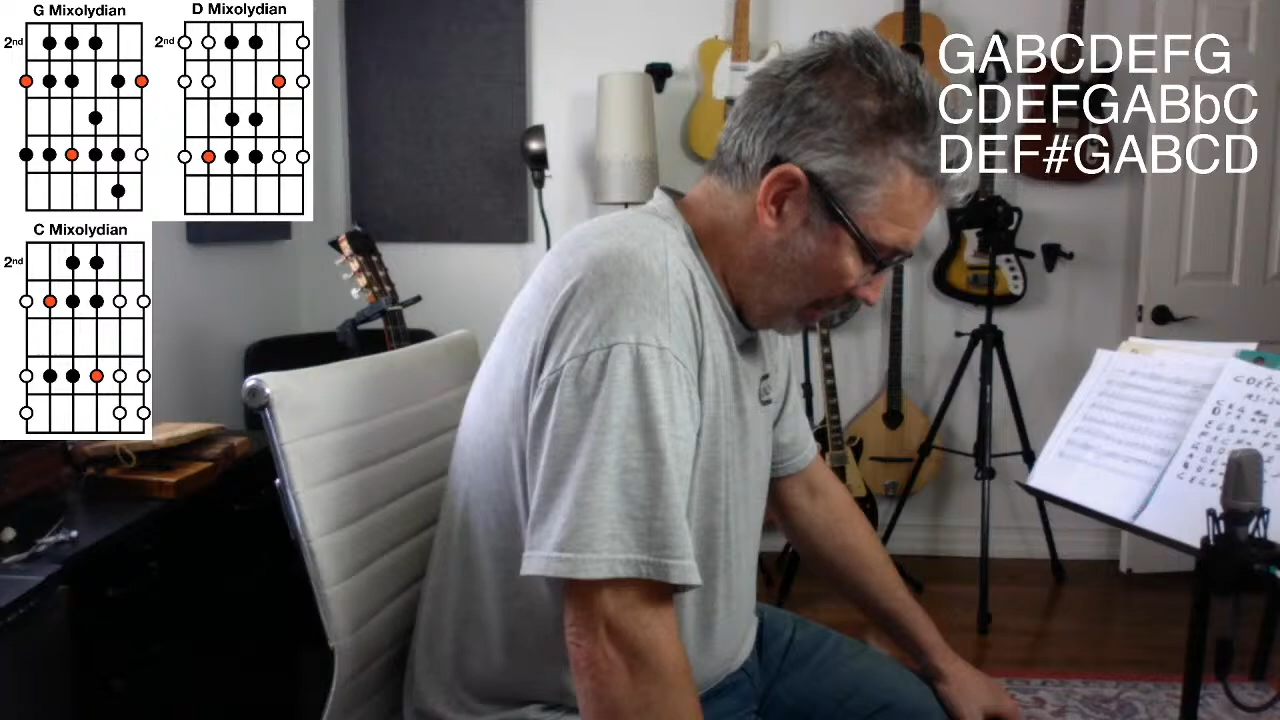 G Mixolydian
2nd
D Mixolydian
2nd
C Mixolydian
2nd
GABCDEFG
CDEFGABbC
DEF#GABCD